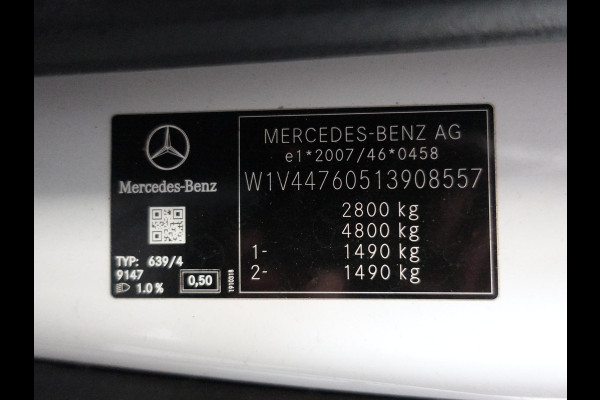 Mercedes-Benz
TYP: 639/4
9147
1.0 %
0,50
1910318
MERCEDES-BENZ AG
e1*2007/46*0458
W1V44760513908557
2800 kg
4800 kg
1- 1490 kg
2- 1490 kg